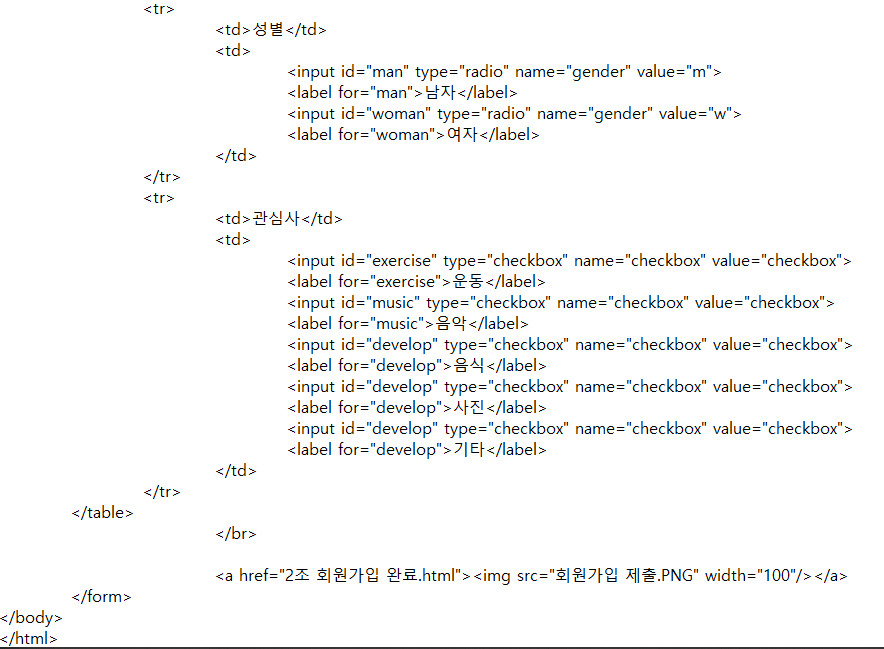 <tr>
<td>성별</td>
<td>
<input id="man" type="radio" name="gender" value="m">
<label for="man">남자</label>
<input id="woman" type="radio" name="gender" value="w">
<label for="woman">여자</label>
</td>
</tr>
<tr>
<td>관심사</td>
<td>
<input id="exercise" type="checkbox" name="checkbox" value="checkbox">
<label for="exercise">운동</label>
<input id="music" type="checkbox" name="checkbox" value="checkbox">
<label for="music">음악</label>
<input id="develop" type="checkbox" name="checkbox" value="checkbox">
<label for="develop">음식</label>
<input id="develop" type="checkbox" name="checkbox" value="checkbox">
<label for="develop">사진</label>
<input id="develop" type="checkbox" name="checkbox" value="checkbox">
<label for="develop">기타</label>
</td>
</tr>
</table>
</br>
<a href="2조 회원가입 완료.html"><img src="회원가입 제출.PNG" width="100"/></a>
</form>
</body>
</html>